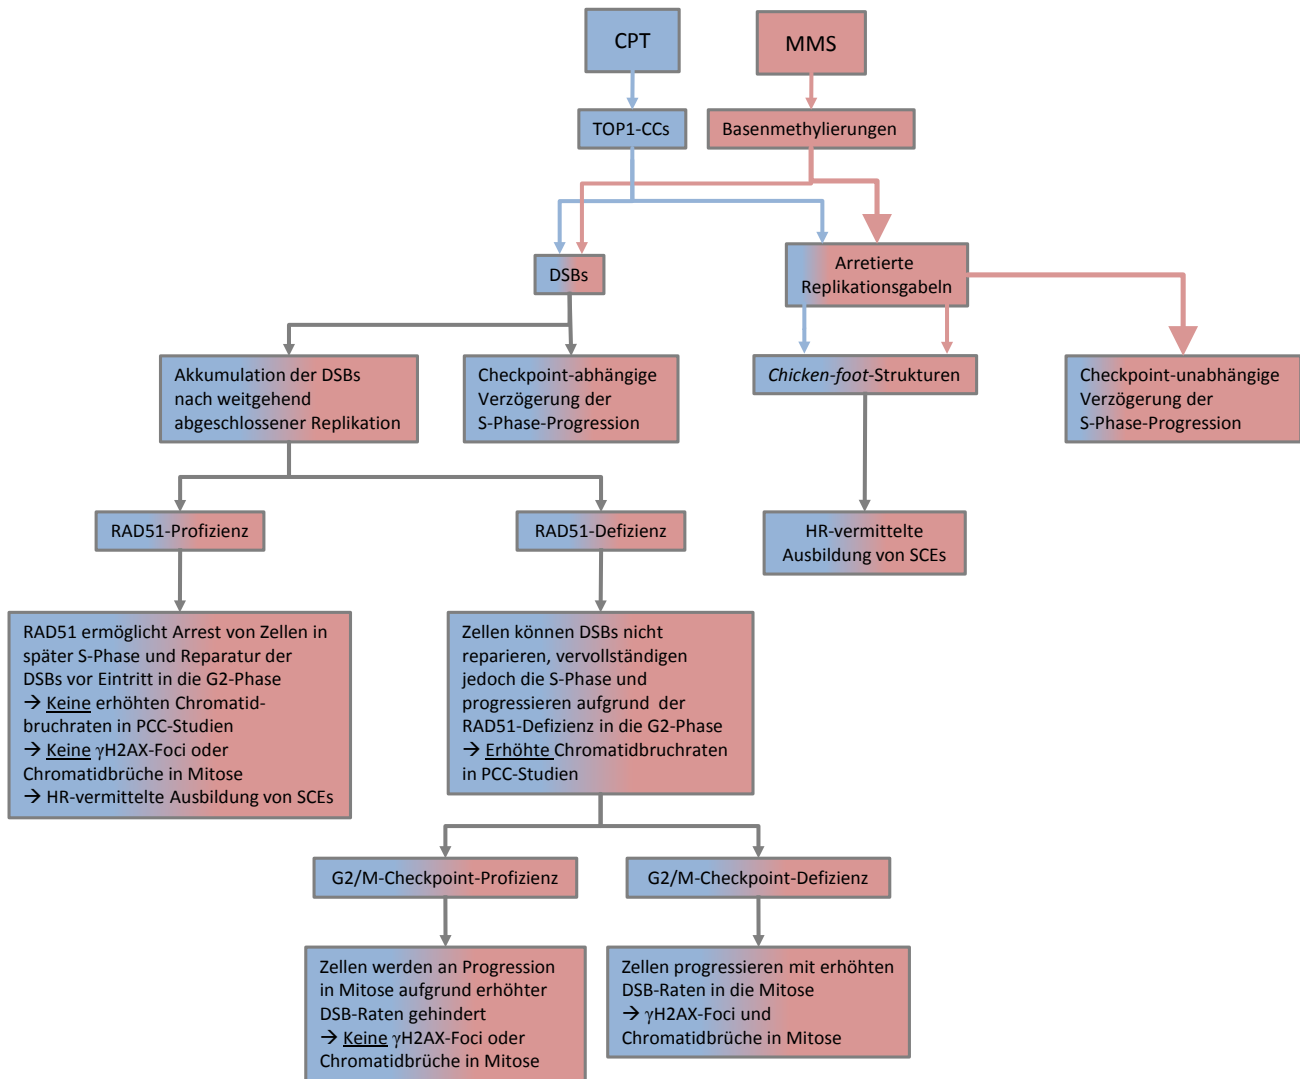 CPT
MMS
TOP1-CCs
Basenmethylierungen
DSBs
Arretierte
Replikationsgabeln
Akkumulation der DSBs
nach weitgehend
abgeschlossener Replikation
Checkpoint-abhängige
Verzögerung der
S-Phase-Progression
Chicken-foot-Strukturen
Checkpoint-unabhängige
Verzögerung der
S-Phase-Progression
RAD51-Profizienz
RAD51-Defizienz
HR-vermittelte
Ausbildung von SCEs
RAD51 ermöglicht Arrest von Zellen in
später S-Phase und Reparatur der
DSBs vor Eintritt in die G2-Phase
→ Keine erhöhten Chromatid-
bruchraten in PCC-Studien
→ Keine γH2AX-Foci oder
Chromatidbrüche in Mitose
→ HR-vermittelte Ausbildung von SCEs
Zellen können DSBs nicht
reparieren, vervollständigen
jedoch die S-Phase und
progressieren aufgrund der
RAD51-Defizienz in die G2-Phase
→ Erhöhte Chromatidbruchraten
in PCC-Studien
G2/M-Checkpoint-Profizienz
G2/M-Checkpoint-Defizienz
Zellen werden an Progression
in Mitose aufgrund erhöhter
DSB-Raten gehindert
→ Keine γH2AX-Foci oder
Chromatidbrüche in Mitose
Zellen progressieren mit erhöhten
DSB-Raten in die Mitose
→ γH2AX-Foci und
Chromatidbrüche in Mitose